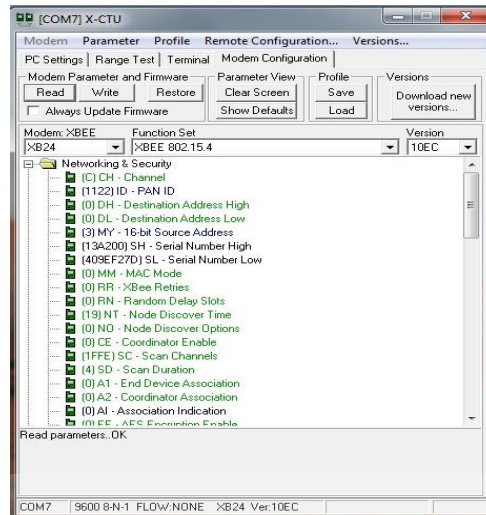 [COM7] X-CTU
Modem Parameter Profile Remote Configuration... Versions...
PC Settings Range Test Terminal Modem Configuration
Modem Parameter and Firmware Parameter View Profile Versions
Read Write Restore Clear Screen Save Download new versions...
Always Update Firmware Show Defaults Load
Modem: XBEE Function Set Version
XB24 XBEE 802.15.4 10EC
Networking & Security
(C) CH - Channel
(1122) ID - PAN ID
(0) DH - Destination Address High
(0) DL - Destination Address Low
(3) MY - 16-bit Source Address
(13A200) SH - Serial Number High
(409EF27D) SL - Serial Number Low
(0) MM - MAC Mode
(0) RR - XBee Retries
(0) RN - Random Delay Slots
(19) NT - Node Discover Time
(0) NO - Node Discover Options
(0) CE - Coordinator Enable
(1FFE) SC - Scan Channels
(4) SD - Scan Duration
(0) A1 - End Device Association
(0) A2 - Coordinator Association
(0) AI - Association Indication
(0) EE - AES Encryption Enable
Read parameters..OK
COM7 9600 8-N-1 FLOW:NONE XB24 Ver:10EC